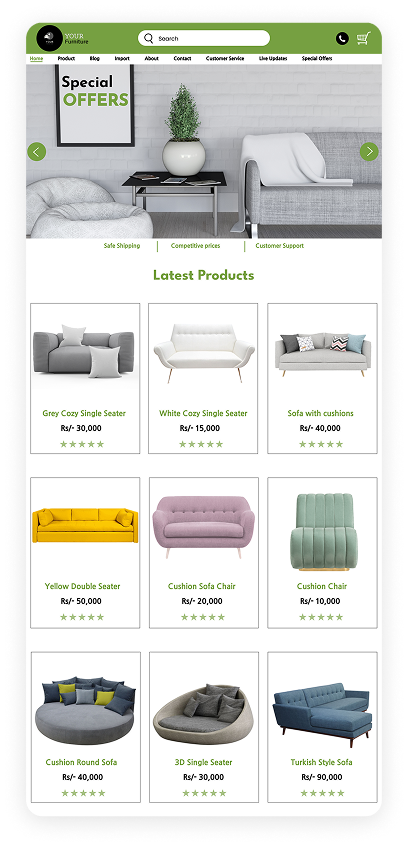 YOUR
Furniture
Search
Home Product Blog Import About Contact Customer Service Live Updates Special Offers
Special
OFFERS
Safe Shipping Competitive prices Customer Support
Latest Products
Grey Cozy Single Seater White Cozy Single Seater Sofa with cushions
Rs/- 30,000 Rs/- 15,000 Rs/- 40,000
Yellow Double Seater Cushion Sofa Chair Cushion Chair
Rs/- 50,000 Rs/- 20,000 Rs/- 10,000
Cushion Round Sofa 3D Single Seater Turkish Style Sofa
Rs/- 40,000 Rs/- 30,000 Rs/- 90,000